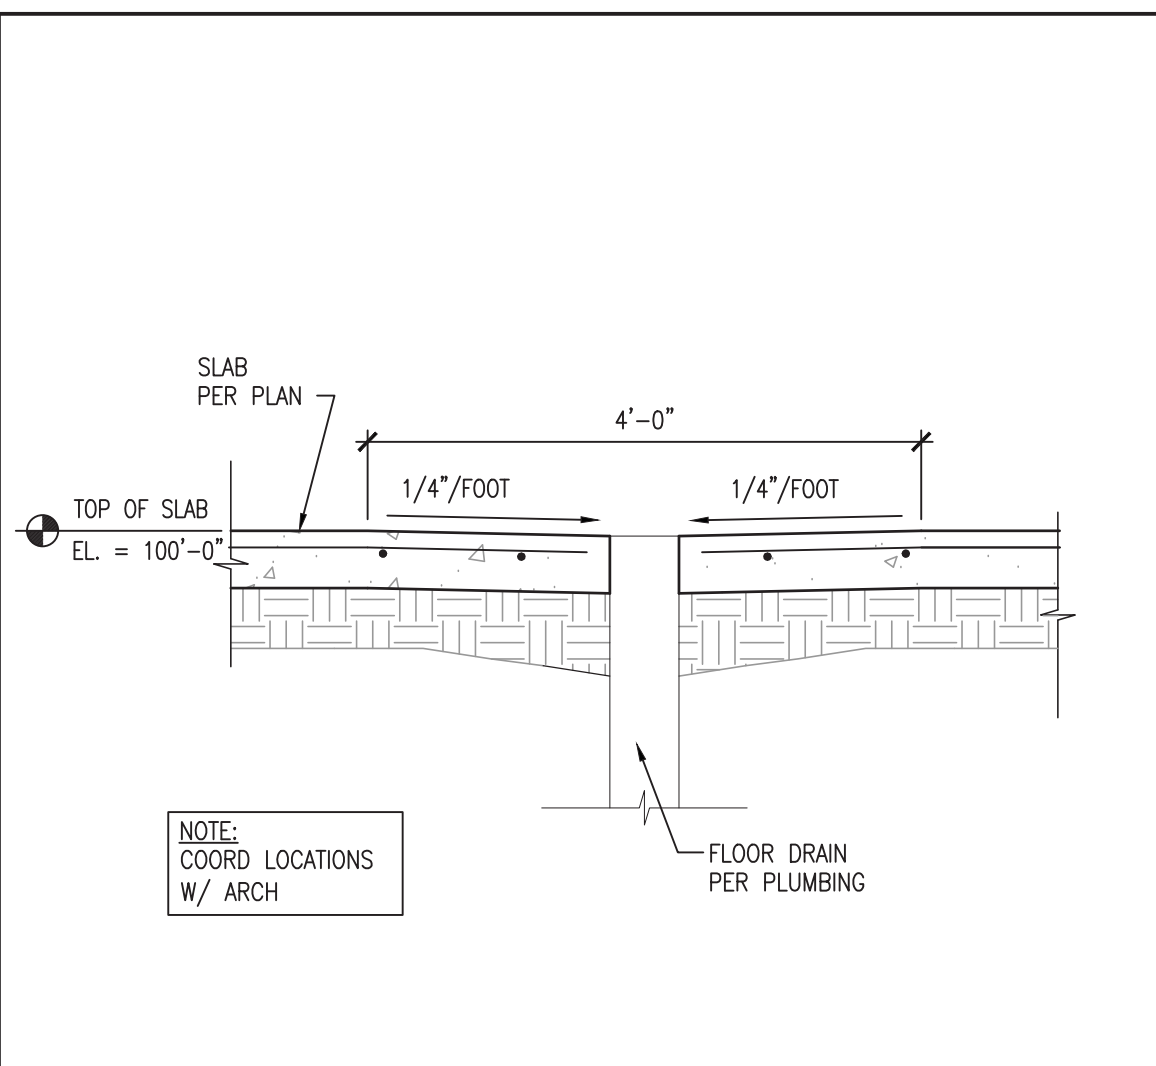 SLAB
PER PLAN
4'-0"
1/4"/FOOT
1/4"/FOOT
TOP OF SLAB
EL. = 100'-0"
NOTE:
COORD LOCATIONS
W/ ARCH
FLOOR DRAIN
PER PLUMBING